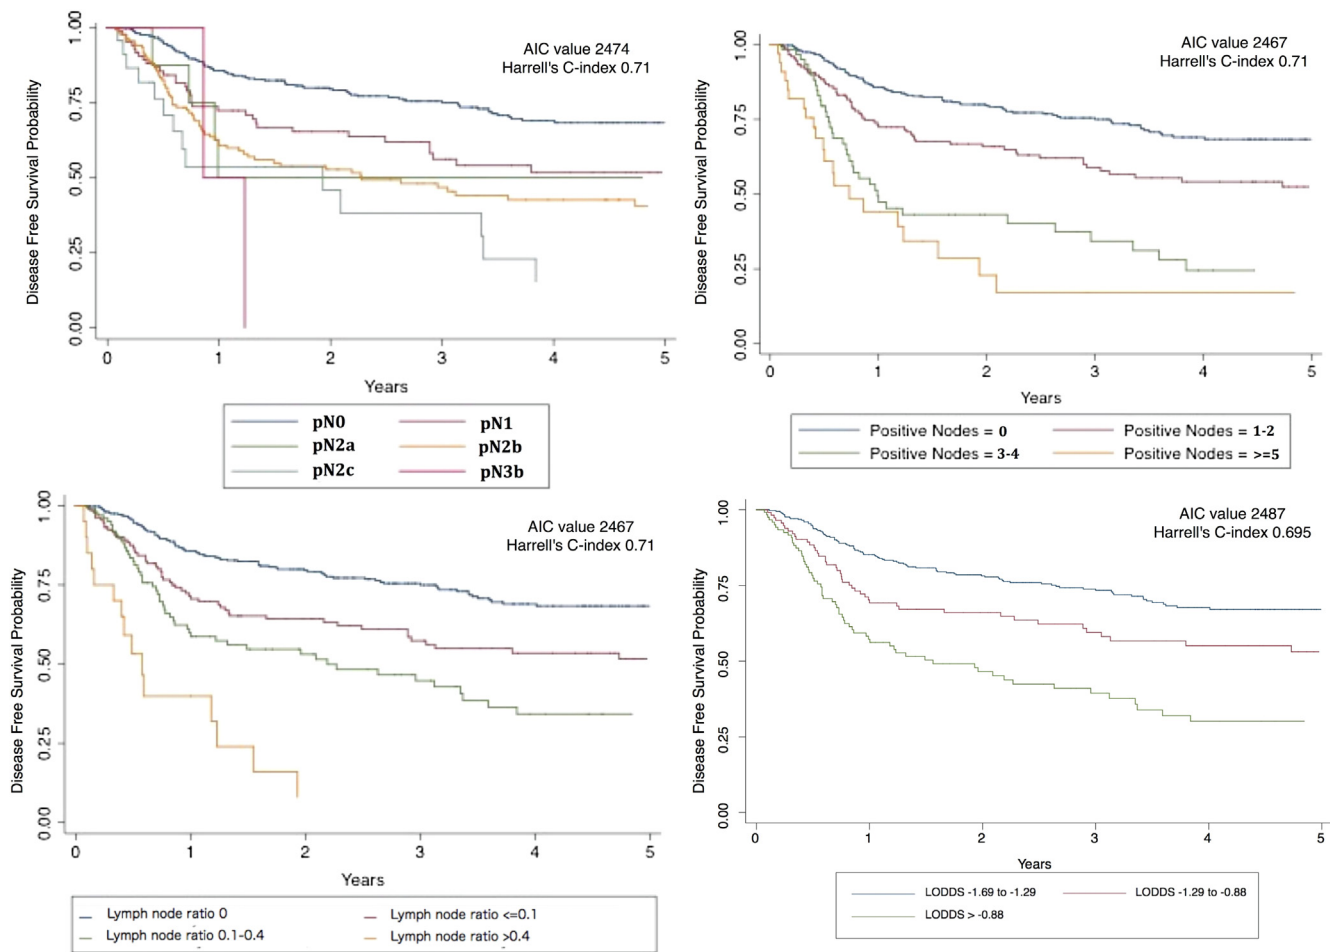 AIC value 2474
Harrell's C-index 0.71
Disease Free Survival Probability
1.00
0.75
0.50
0.25
0.00
0 1 2 3 4 5
Years
pN0 pN1
pN2a pN2b
pN2c pN3b
AIC value 2467
Harrell's C-index 0.71
Disease Free Survival Probability
1.00
0.75
0.50
0.25
0.00
0 1 2 3 4 5
Years
Positive Nodes = 0 Positive Nodes = 1-2
Positive Nodes = 3-4 Positive Nodes = >=5
AIC value 2467
Harrell's C-index 0.71
Disease Free Survival Probability
1.00
0.75
0.50
0.25
0.00
0 1 2 3 4 5
Years
Lymph node ratio 0 Lymph node ratio <=0.1
Lymph node ratio 0.1-0.4 Lymph node ratio >0.4
AIC value 2487
Harrell's C-index 0.695
Disease Free Survival Probability
1.00
0.75
0.50
0.25
0.00
0 1 2 3 4 5
Years
LODDS -1.69 to -1.29 LODDS -1.29 to -0.88
LODDS > -0.88